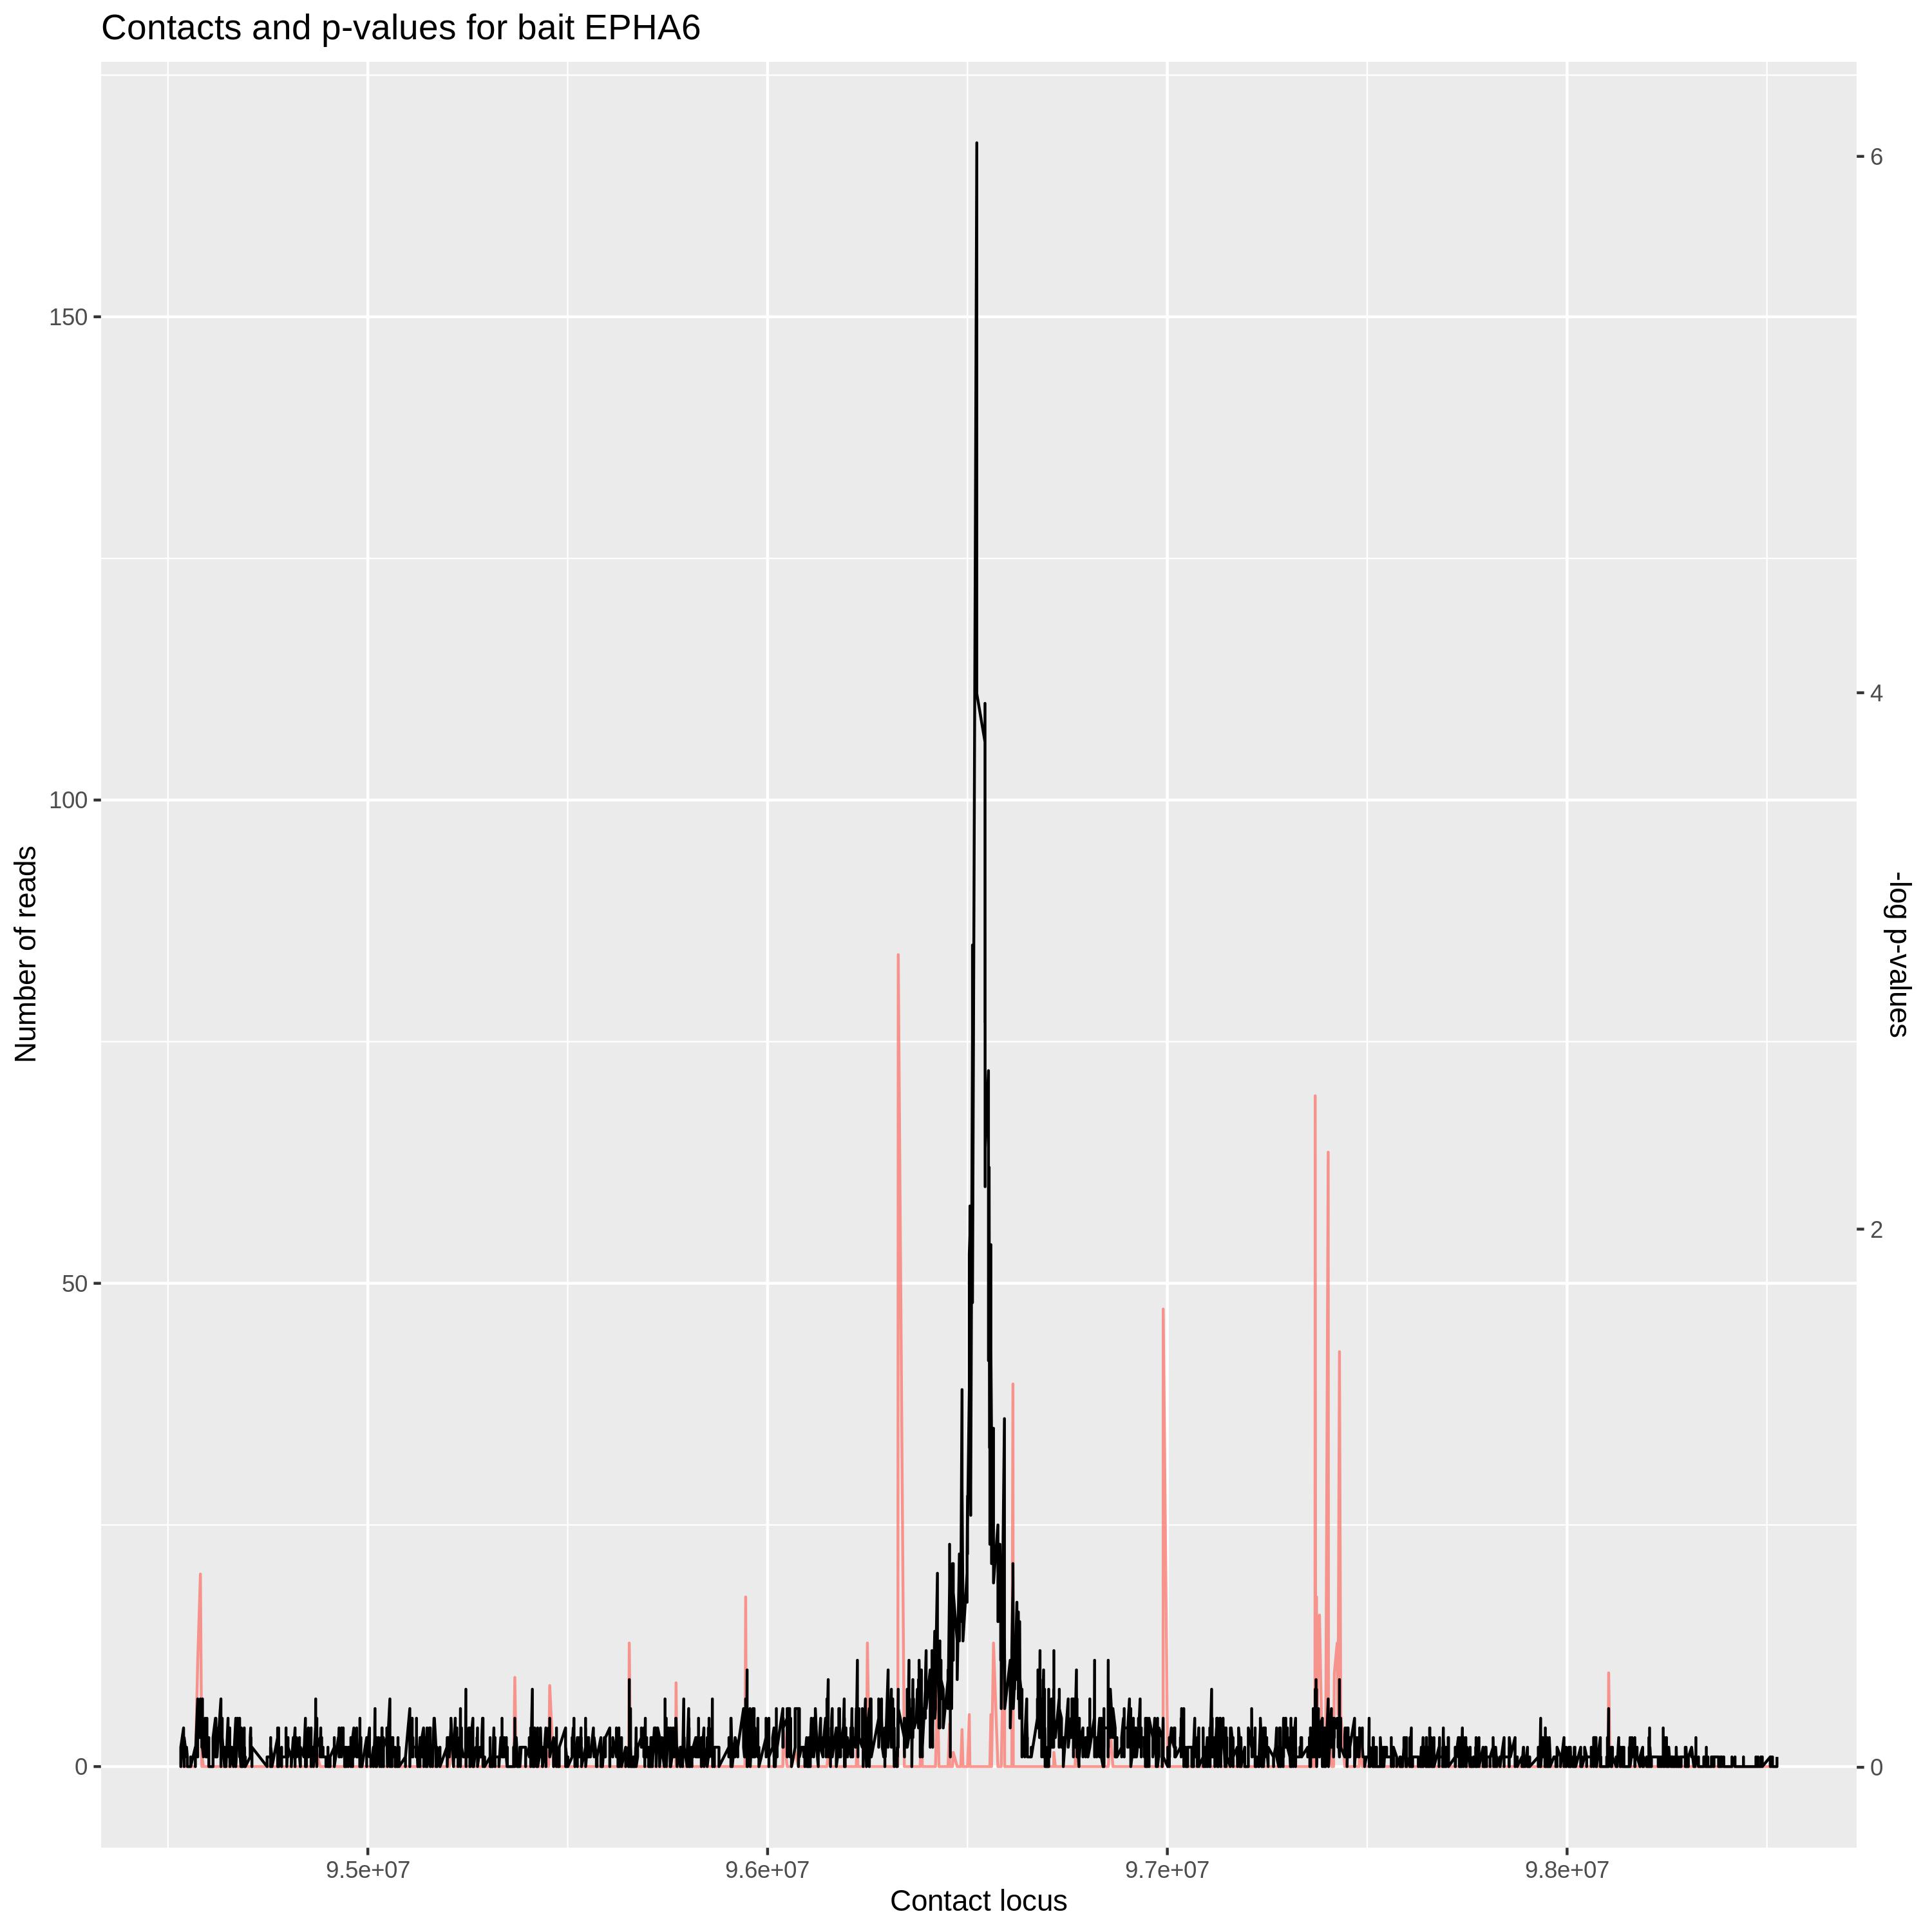 Contacts and p-values for bait EPHA6
Number of reads
150
100
50
0
6
4
2
0
-log p-values
9.5e+07
9.6e+07
9.7e+07
9.8e+07
Contact locus